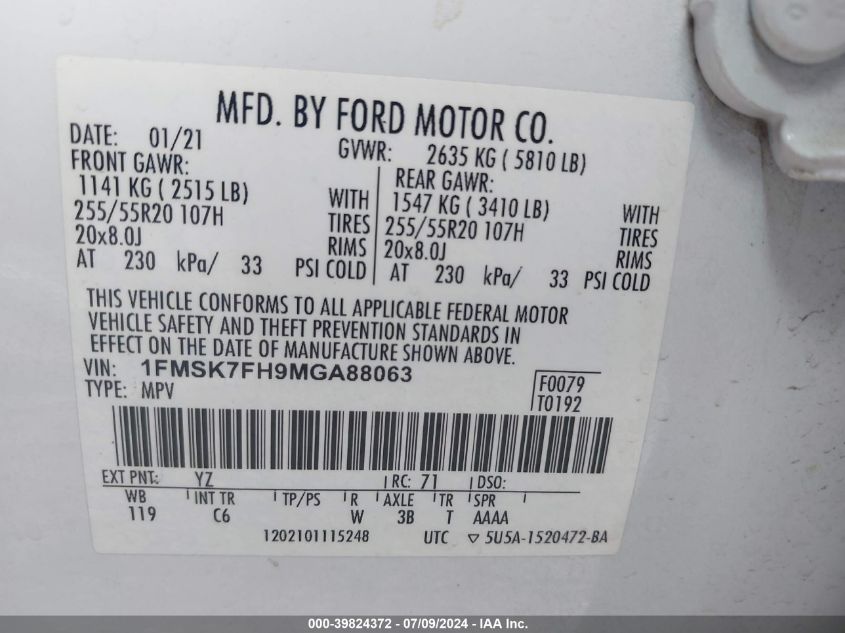 MFD. BY FORD MOTOR CO.
DATE: 01/21 GVWR: 2635 KG ( 5810 LB)
FRONT GAWR: REAR GAWR:
1141 KG ( 2515 LB) WITH 1547 KG ( 3410 LB) WITH
255/55R20 107H TIRES 255/55R20 107H TIRES
20x8.0J RIMS 20x8.0J RIMS
AT 230 kPa/ 33 PSI COLD AT 230 kPa/ 33 PSI COLD
THIS VEHICLE CONFORMS TO ALL APPLICABLE FEDERAL MOTOR
VEHICLE SAFETY AND THEFT PREVENTION STANDARDS IN
EFFECT ON THE DATE OF MANUFACTURE SHOWN ABOVE.
VIN: 1FMSK7FH9MGA88063 F0079
TYPE: MPV T0192
EXT PNT: YZ RC: 71 DSO:
WB INT TR TP/PS R AXLE TR SPR
119 C6 W 3B T AAAA
1202101115248 UTC ▽ 5U5A-1520472-BA
000-39824372 - 07/09/2024 - IAA Inc.